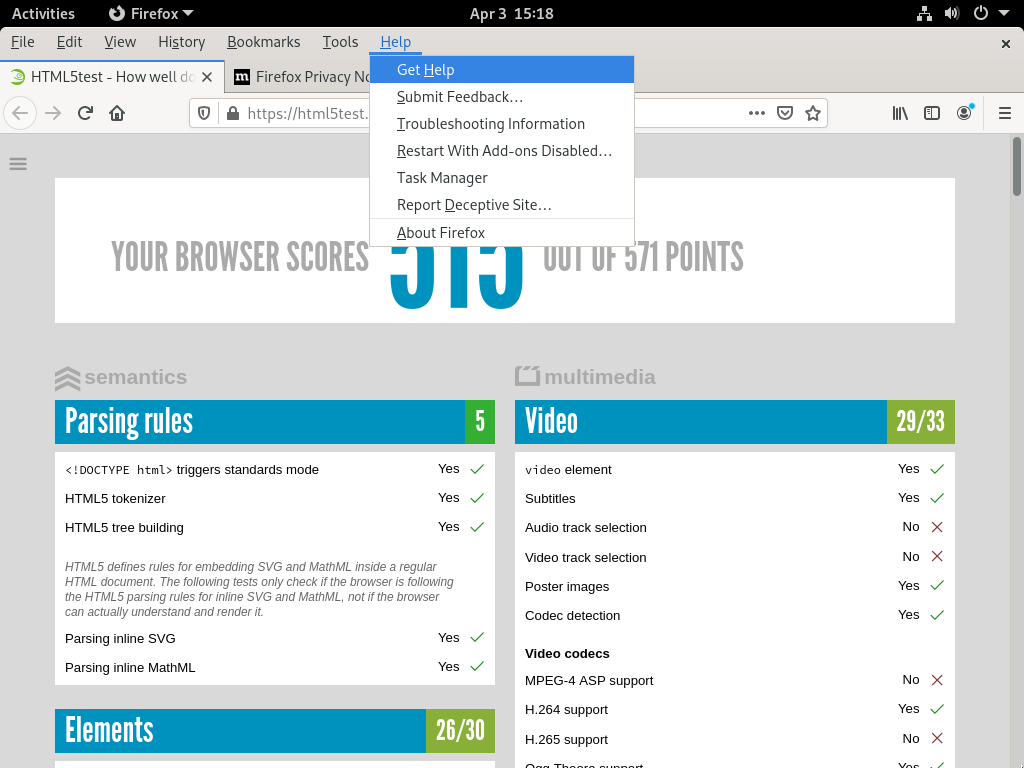 Activities
Firefox
Apr 3 15:18
File Edit View History Bookmarks Tools Help
HTML5test - How well do
m Firefox Privacy No
https://html5test.
Get Help
Submit Feedback…
Troubleshooting Information
Restart With Add-ons Disabled…
Task Manager
Report Deceptive Site…
About Firefox
YOUR BROWSER SCORES 515 OUT OF 571 POINTS
semantics
Parsing rules 5
<!DOCTYPE html> triggers standards mode Yes
HTML5 tokenizer Yes
HTML5 tree building Yes
HTML5 defines rules for embedding SVG and MathML inside a regular
HTML document. The following tests only check if the browser is following
the HTML5 parsing rules for inline SVG and MathML, not if the browser
can actually understand and render it.
Parsing inline SVG Yes
Parsing inline MathML Yes
Elements 26/30
multimedia
Video 29/33
video element Yes
Subtitles Yes
Audio track selection No
Video track selection No
Poster images Yes
Codec detection Yes
Video codecs
MPEG-4 ASP support No
H.264 support Yes
H.265 support No
Ogg Theora support Yes